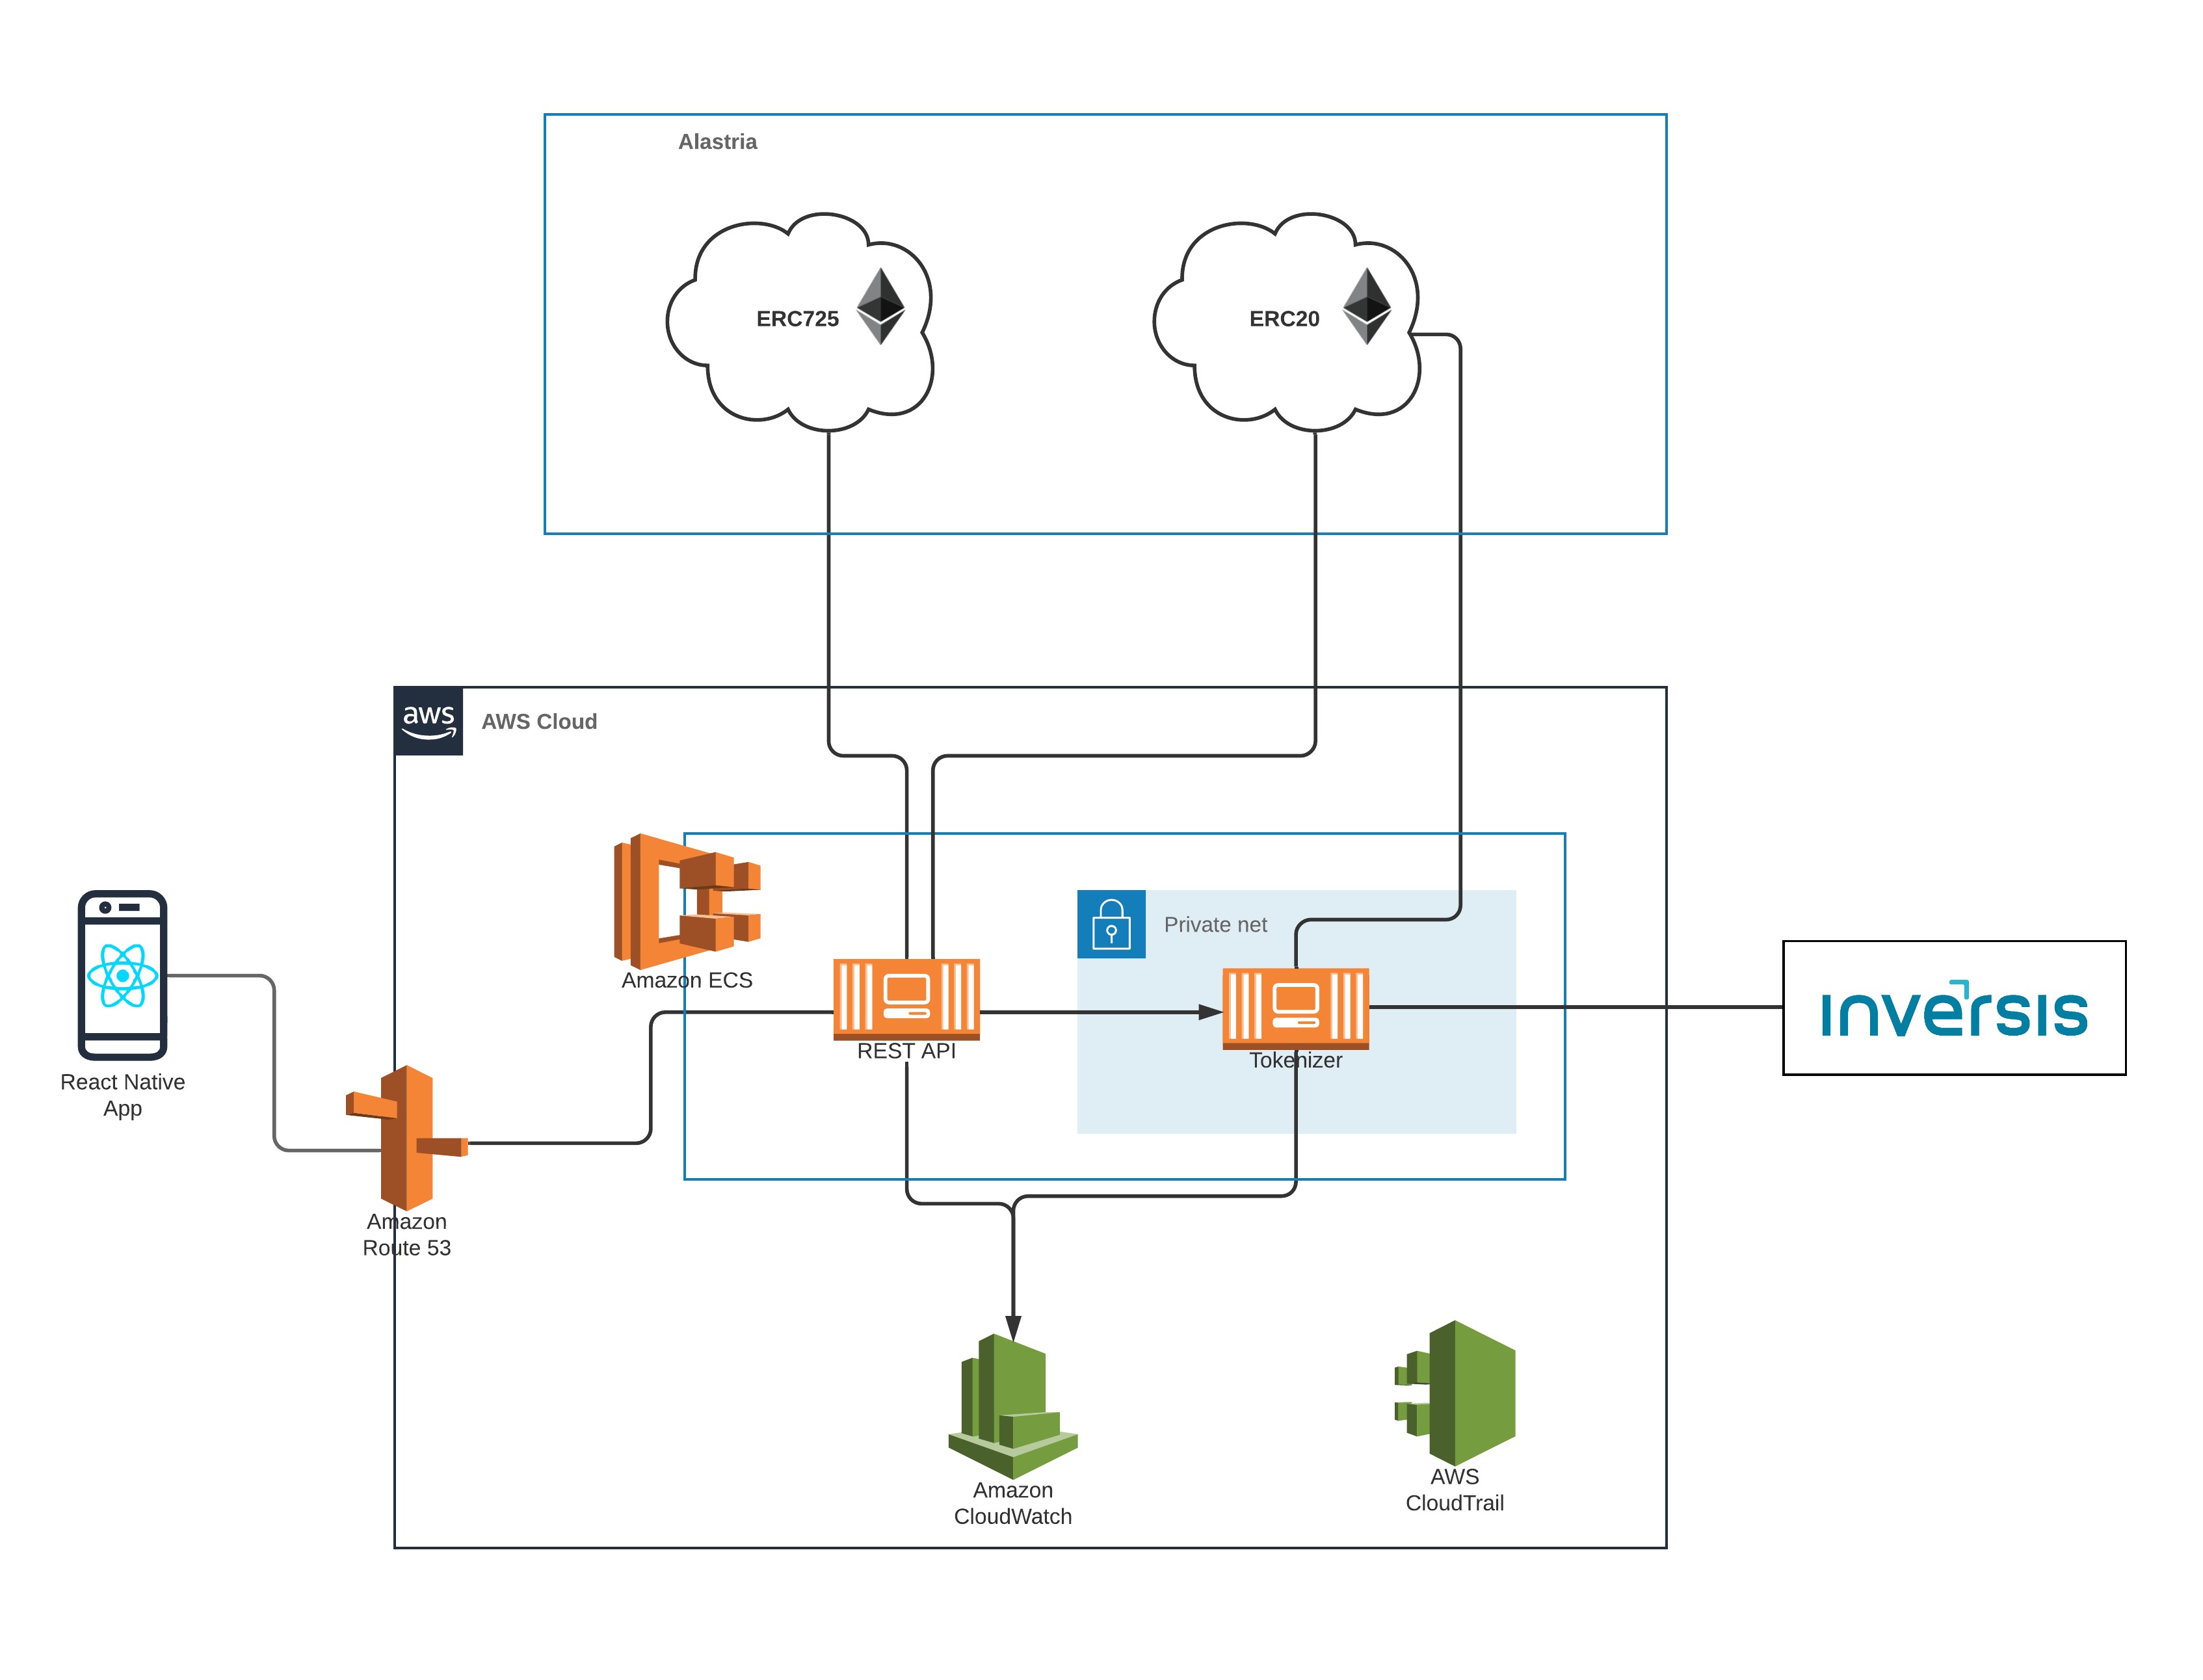 Alastria
ERC725
ERC20
aws
AWS Cloud
Amazon ECS
Private net
REST API
Tokenizer
inversis
React Native
App
Amazon
Route 53
Amazon
CloudWatch
AWS
CloudTrail